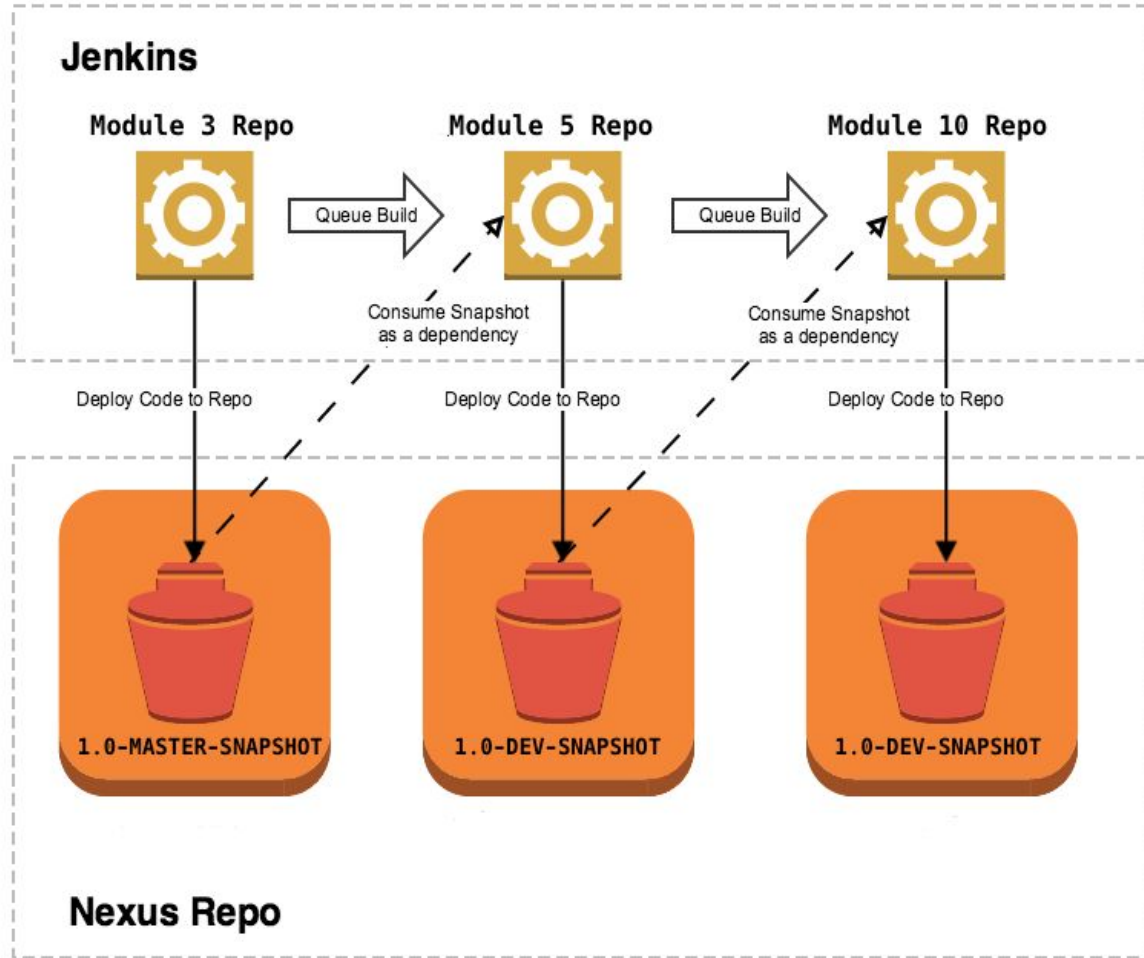 Jenkins
Module 3 Repo
Module 5 Repo
Module 10 Repo
Queue Build
Queue Build
Consume Snapshot
as a dependency
Consume Snapshot
as a dependency
Deploy Code to Repo
Deploy Code to Repo
Deploy Code to Repo
1.0-MASTER-SNAPSHOT
1.0-DEV-SNAPSHOT
1.0-DEV-SNAPSHOT
Nexus Repo